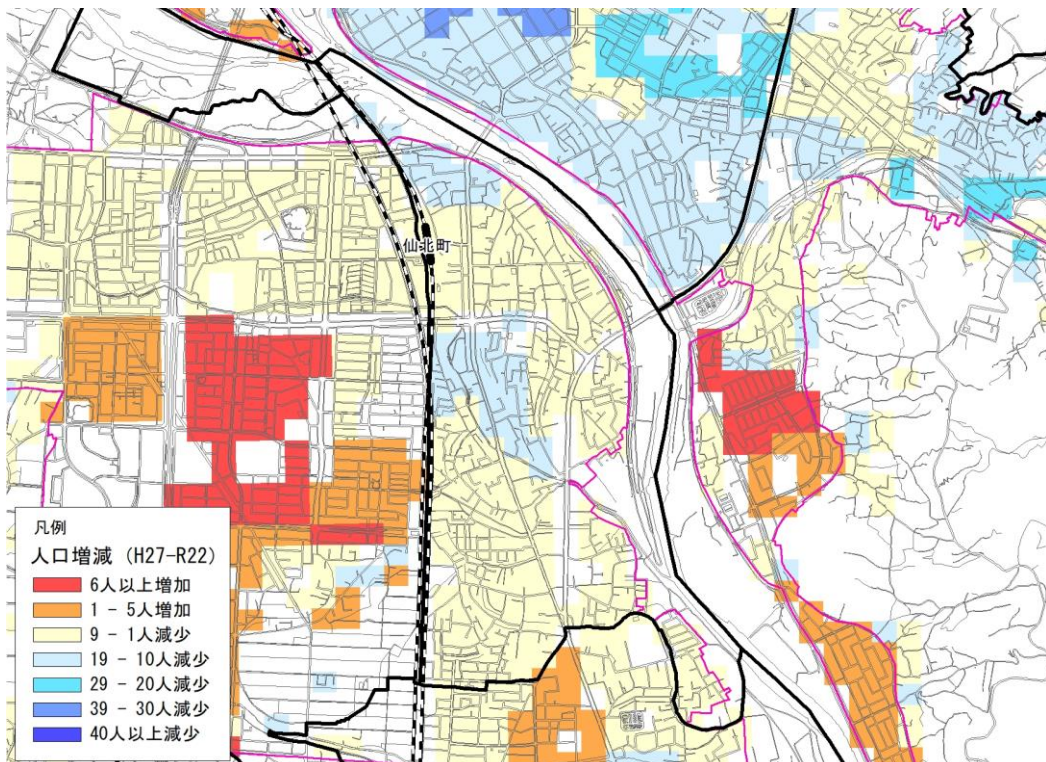 仙北町
凡例
人口増減 (H27-R22)
6人以上増加
1 - 5人増加
9 - 1人減少
19 - 10人減少
29 - 20人減少
39 - 30人減少
40人以上減少